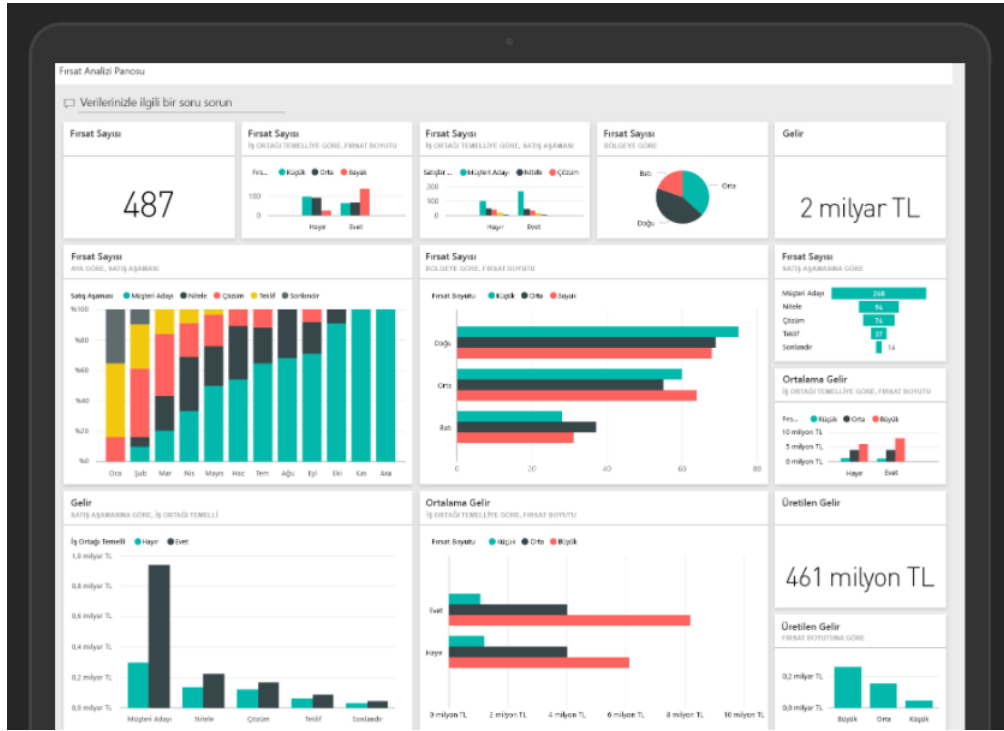 Fırsat Analizi Panosu
Verilerinizle ilgili bir soru sorun
Fırsat Sayısı
487
Fırsat Sayısı
İŞ ORTAĞI TEMELLİYE GÖRE, FIRSAT BOYUTU
Fırs... Küçük Orta Büyük
100
0
Hayır Evet
Fırsat Sayısı
İŞ ORTAĞI TEMELLİYE GÖRE, SATIŞ AŞAMASI
Satışlar ... Müşteri Adayı Nitele Çözüm
200
100
0
Hayır Evet
Fırsat Sayısı
BÖLGEYE GÖRE
Batı
Orta
Doğu
Gelir
2 milyar TL
Fırsat Sayısı
AYA GÖRE, SATIŞ AŞAMASI
Satış Aşaması Müşteri Adayı Nitele Çözüm Teklif Sonlandır
%100
%80
%60
%40
%20
%0
Oca Şub Mar Nis Mayıs Haz Tem Ağu Eyl Eki Kas Ara
Fırsat Sayısı
BÖLGEYE GÖRE, FIRSAT BOYUTU
Fırsat Boyutu Küçük Orta Büyük
Doğu
Orta
Batı
0 20 40 60 80
Fırsat Sayısı
SATIŞ AŞAMASINA GÖRE
Müşteri Adayı 268
Nitele 94
Çözüm 74
Teklif 37
Sonlandır 14
Ortalama Gelir
İŞ ORTAĞI TEMELLİYE GÖRE, FIRSAT BOYUTU
Fırs... Küçük Orta Büyük
10 milyon TL
5 milyon TL
0 milyon TL
Hayır Evet
Gelir
SATIŞ AŞAMASINA GÖRE, İŞ ORTAĞI TEMELLİ
İş Ortağı Temelli Hayır Evet
1,0 milyar TL
0,8 milyar TL
0,6 milyar TL
0,4 milyar TL
0,2 milyar TL
0,0 milyar TL
Müşteri Adayı Nitele Çözüm Teklif Sonlandır
Ortalama Gelir
İŞ ORTAĞI TEMELLİYE GÖRE, FIRSAT BOYUTU
Fırsat Boyutu Küçük Orta Büyük
Evet
Hayır
0 milyon TL 2 milyon TL 4 milyon TL 6 milyon TL 8 milyon TL 10 milyon TL
Üretilen Gelir
461 milyon TL
Üretilen Gelir
FIRSAT BOYUTUNA GÖRE
0,2 milyar TL
0,0 milyar TL
Büyük Orta Küçük